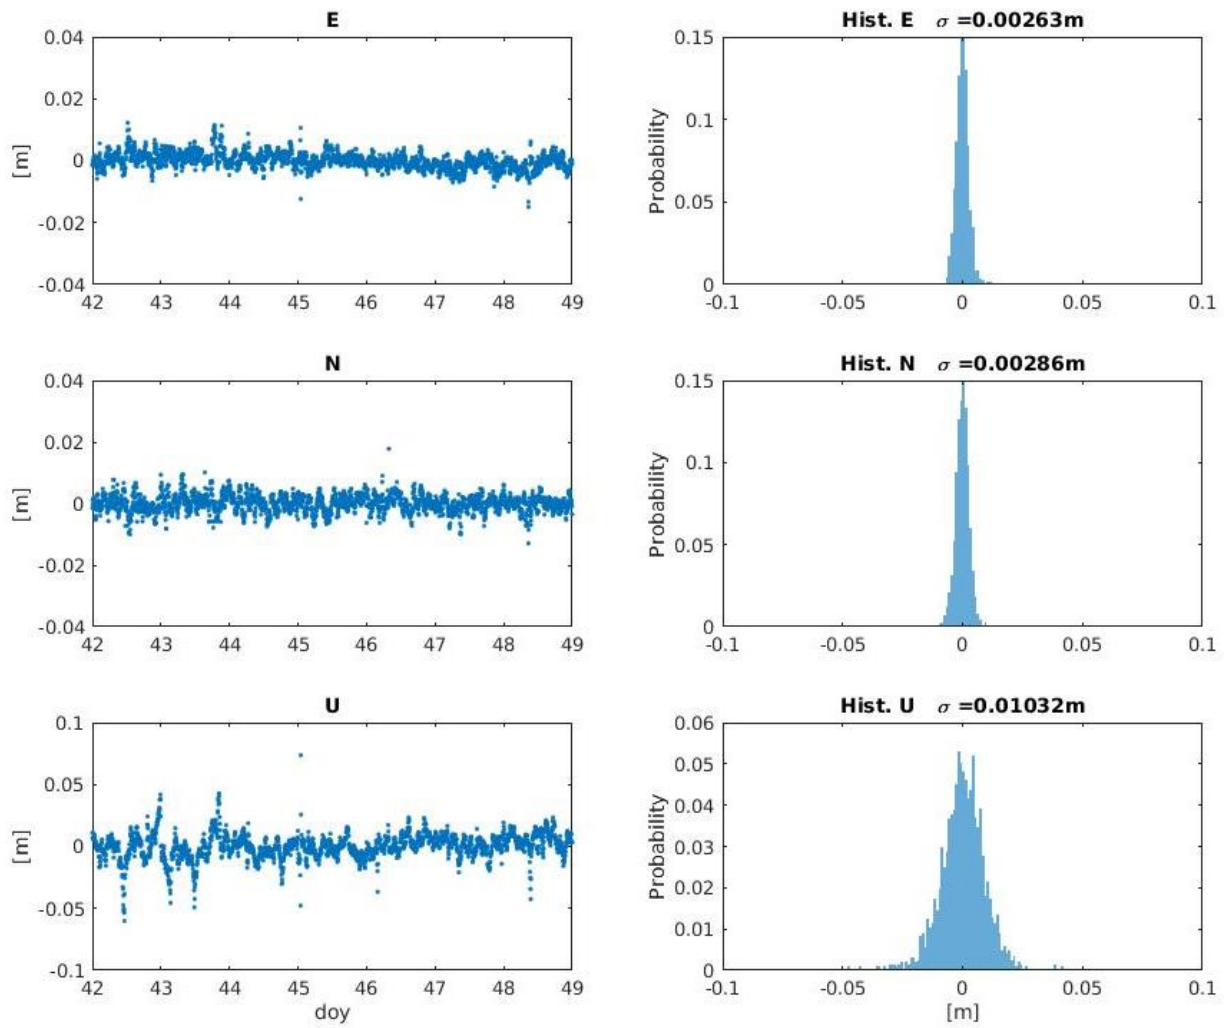 E
0.04
0.02
0
-0.02
-0.04
[m]
42 43 44 45 46 47 48 49
Hist. E σ =0.00263m
0.15
0.1
0.05
0
Probability
-0.1 -0.05 0 0.05 0.1
N
0.04
0.02
0
-0.02
-0.04
[m]
42 43 44 45 46 47 48 49
Hist. N σ =0.00286m
0.15
0.1
0.05
0
Probability
-0.1 -0.05 0 0.05 0.1
U
0.1
0.05
0
-0.05
-0.1
[m]
42 43 44 45 46 47 48 49
doy
Hist. U σ =0.01032m
0.06
0.05
0.04
0.03
0.02
0.01
0
Probability
-0.1 -0.05 0 0.05 0.1
[m]